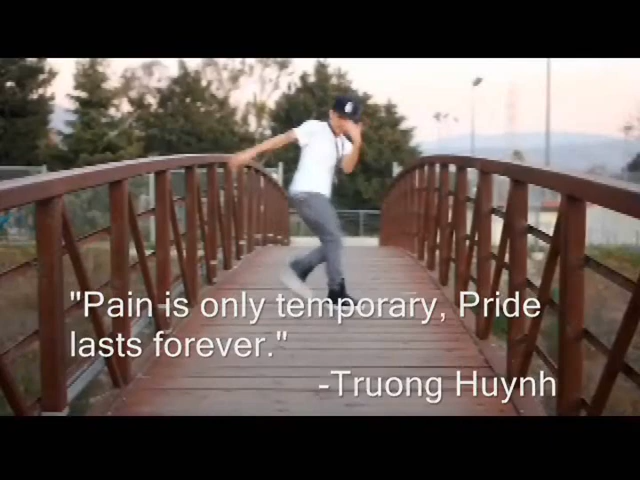 "Pain is only temporary, Pride
lasts forever."
-Truong Huynh